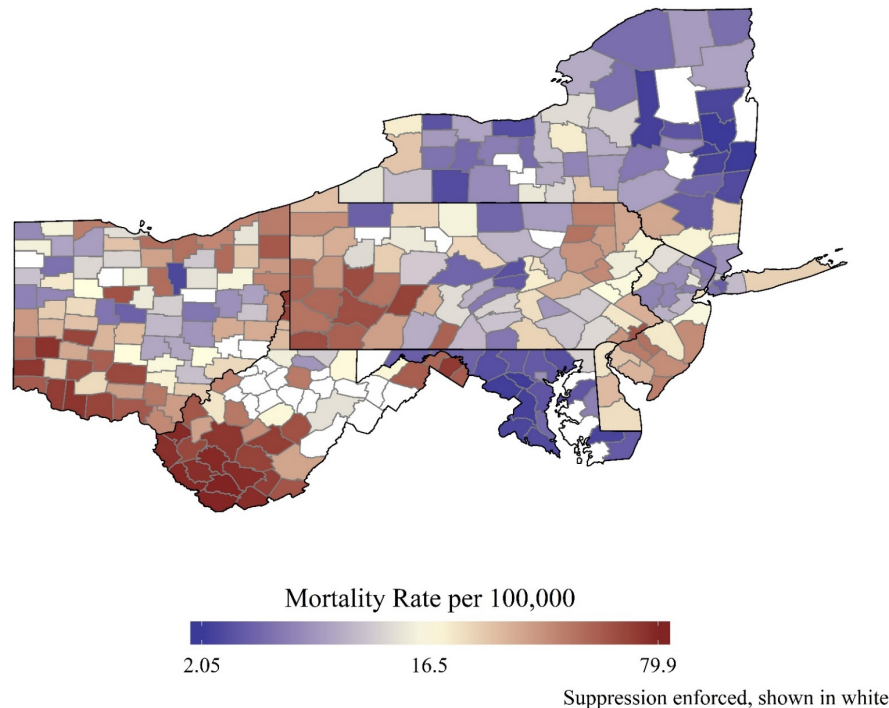 Mortality Rate per 100,000
2.05 16.5 79.9
Suppression enforced, shown in white